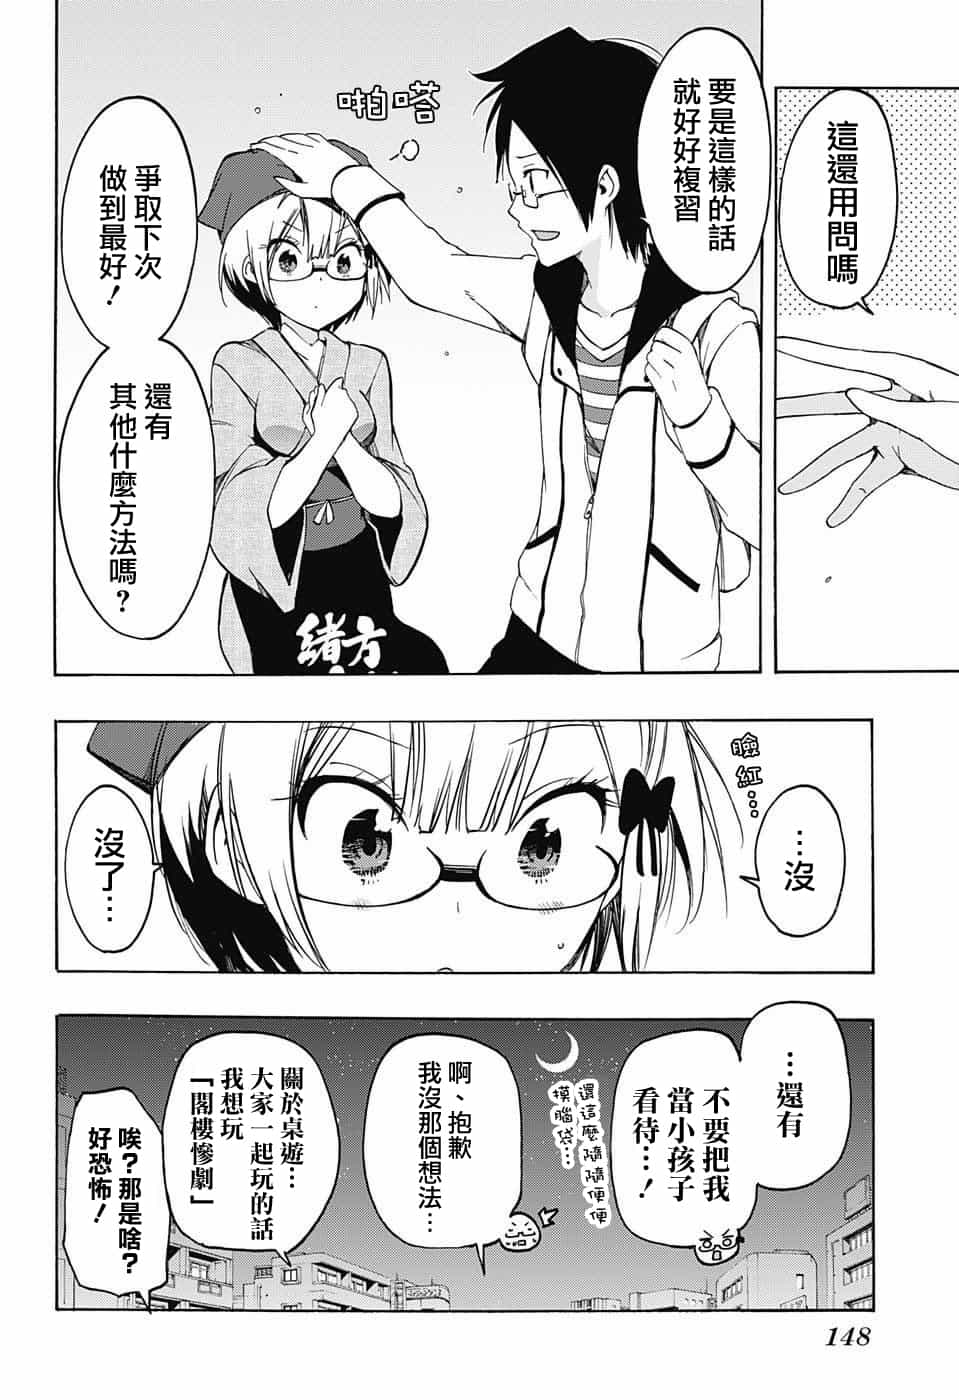 這還用問嗎
要是這樣的話
就好好複習
啪嗒
爭取下次
做到最好！
還有
其他什麼方法嗎？
緒方
…沒
臉紅…
沒了…
…還有
不要把我
當小孩子
看待…！
還這麼隨隨便便
摸腦袋…
啊、抱歉
我沒那個想法…
關於桌遊…
大家一起玩的話
我想玩
「閣樓慘劇」
唉？那是啥？
好恐怖！
148